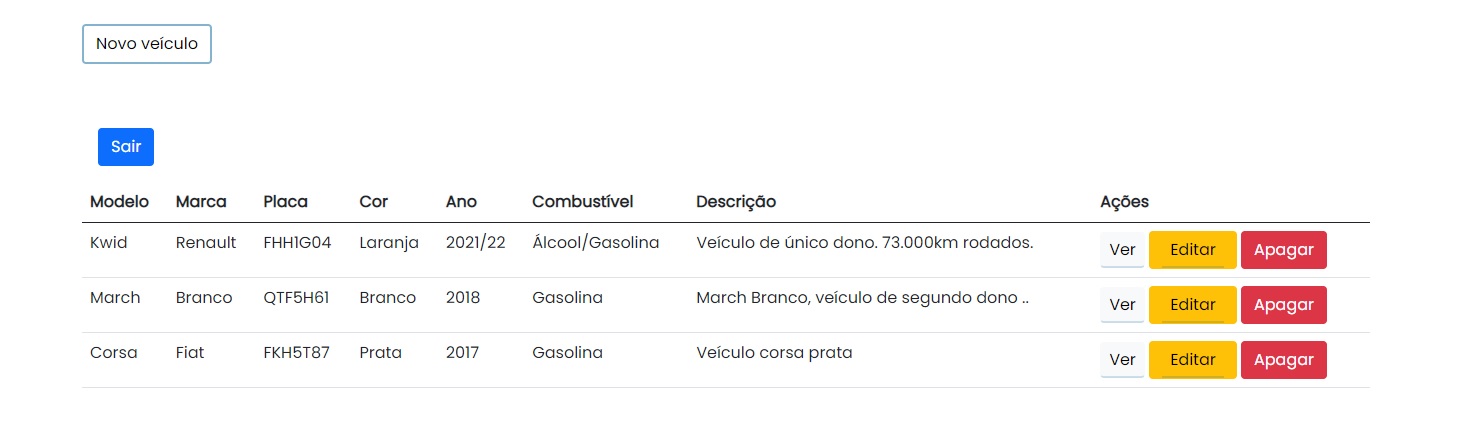 Novo veículo
Sair
Modelo Marca Placa Cor Ano Combustível Descrição Ações
Kwid Renault FHH1G04 Laranja 2021/22 Álcool/Gasolina Veículo de único dono. 73.000km rodados. Ver Editar Apagar
March Branco QTF5H61 Branco 2018 Gasolina March Branco, veículo de segundo dono .. Ver Editar Apagar
Corsa Fiat FKH5T87 Prata 2017 Gasolina Veículo corsa prata Ver Editar Apagar